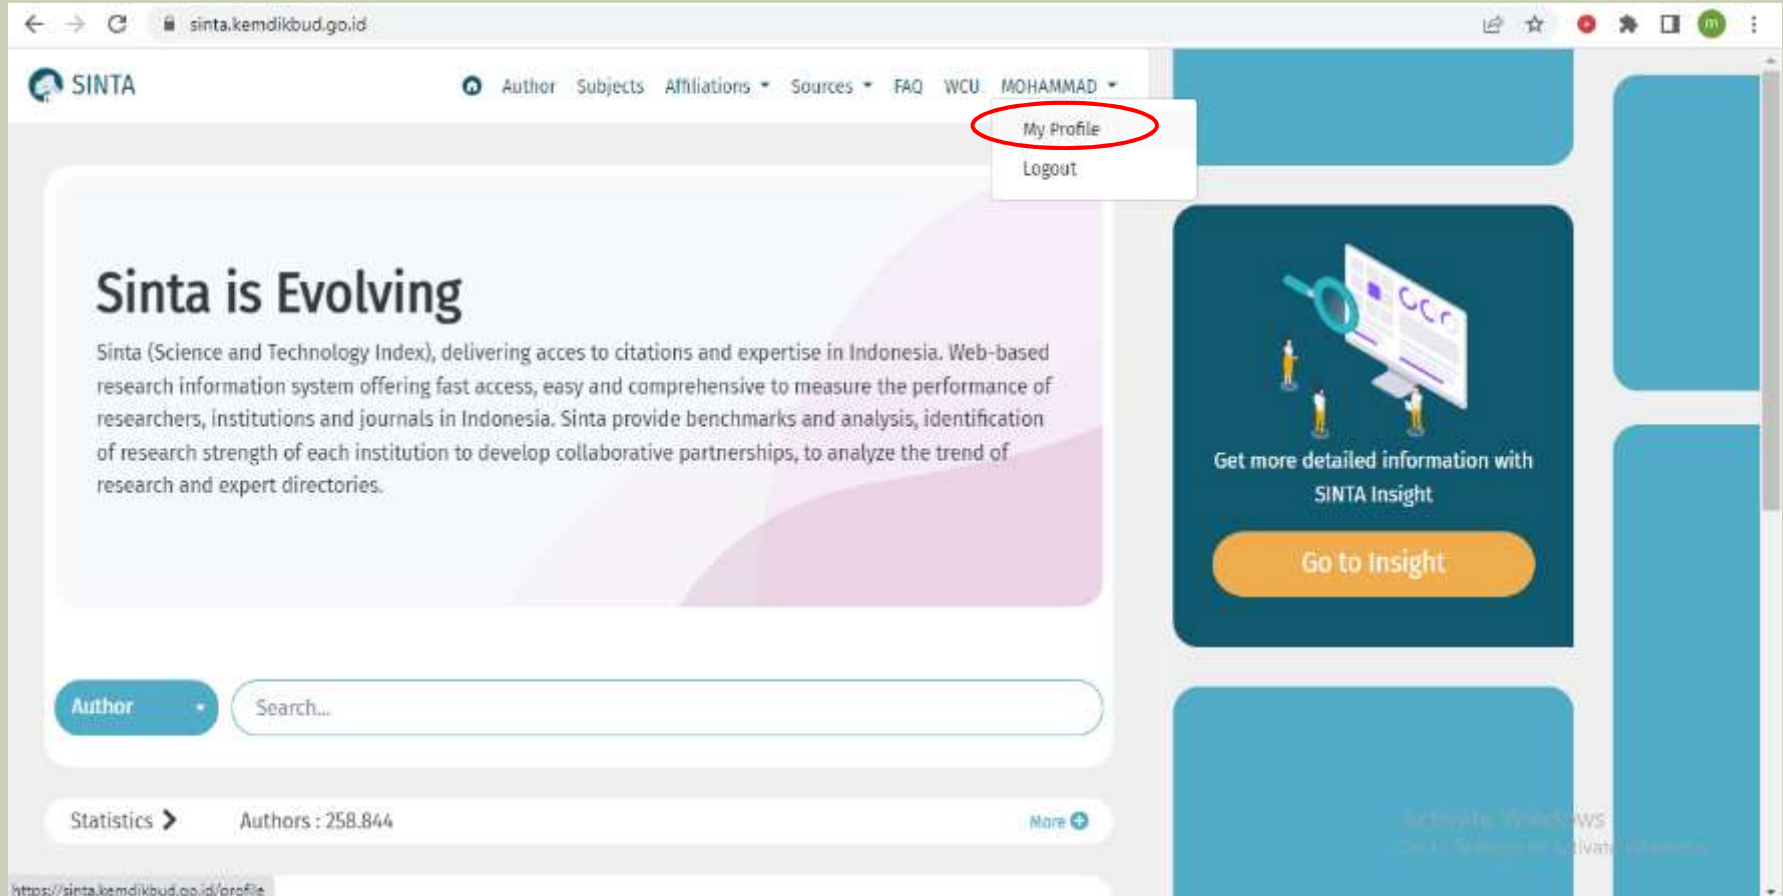 sinta.kemdikbud.go.id
m
SINTA
Author Subjects Affiliations Sources FAQ WCU MOHAMMAD
My Profile
Logout
Sinta is Evolving
Sinta (Science and Technology Index), delivering acces to citations and expertise in Indonesia. Web-based
research information system offering fast access, easy and comprehensive to measure the performance of
researchers, institutions and journals in Indonesia. Sinta provide benchmarks and analysis, identification
of research strength of each institution to develop collaborative partnerships, to analyze the trend of
research and expert directories.
Get more detailed information with
SINTA Insight
Go to Insight
Author
Search...
Statistics
Authors : 258.844
More
Activate Windows
https://sinta.kemdikbud.go.id/profile